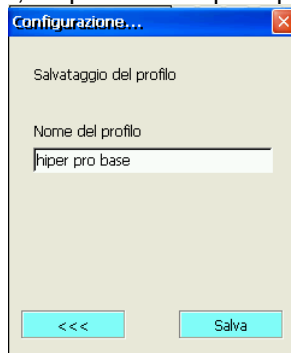 Configurazione...
Salvataggio del profilo
Nome del profilo
hiper pro base
<<<
Salva